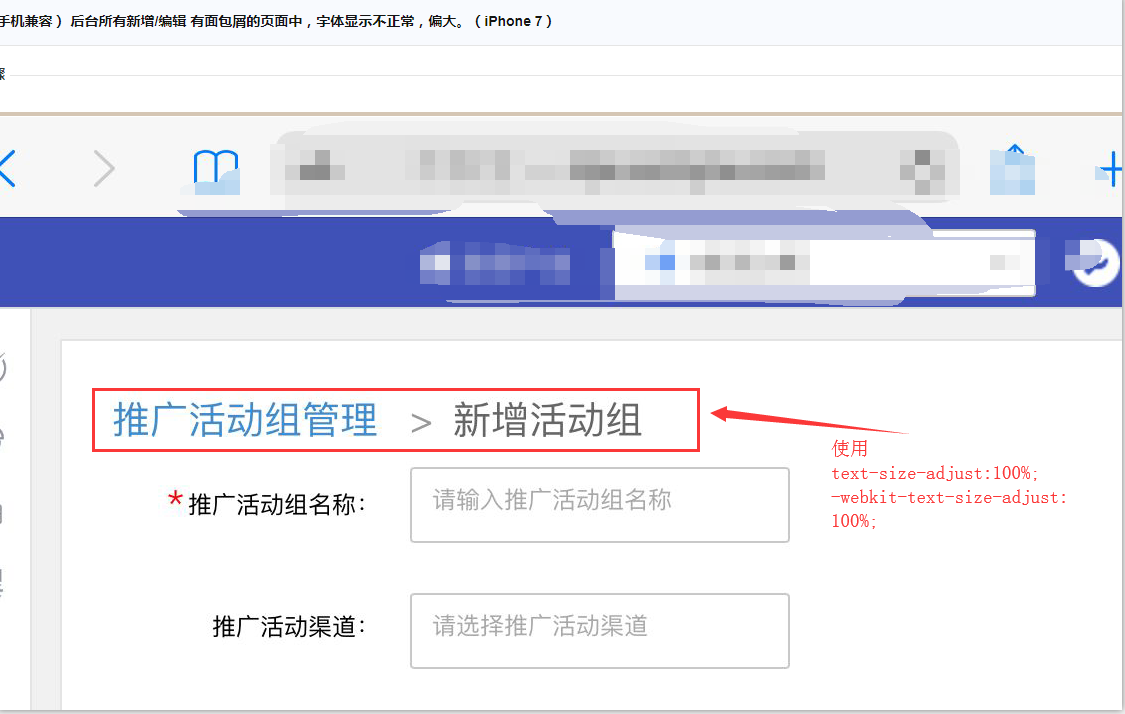 手机兼容） 后台所有新增/编辑 有面包屑的页面中，字体显示不正常，偏大。（ iPhone 7 ）
骤
推广活动组管理 > 新增活动组
*推广活动组名称： 请输入推广活动组名称
推广活动渠道： 请选择推广活动渠道
使用
text-size-adjust:100%;
-webkit-text-size-adjust:
100%;